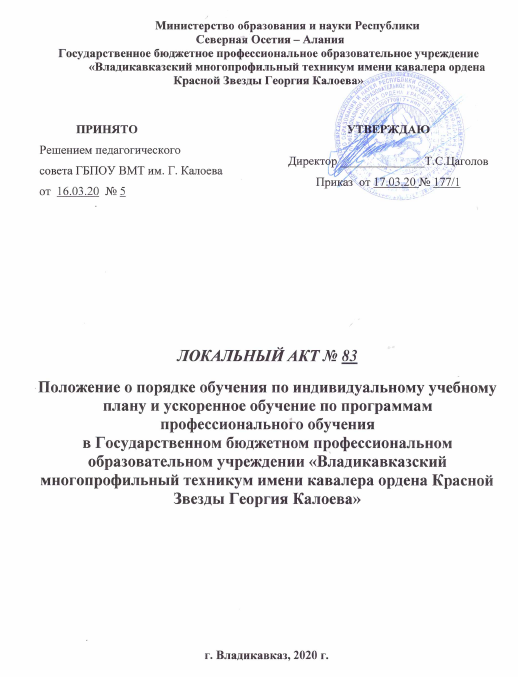 Министерство образования и науки Республики
Северная Осетия – Алания
Государственное бюджетное профессиональное образовательное учреждение
«Владикавказский многопрофильный техникум имени кавалера ордена
Красной Звезды Георгия Калоева»
ПРИНЯТО
Решением педагогического
совета ГБПОУ ВМТ им. Г. Калоева
от 16.03.20 № 5
УТВЕРЖДАЮ
Директор Т.С.Цаголов
Приказ от 17.03.20 № 177/1
ЛОКАЛЬНЫЙ АКТ № 83
Положение о порядке обучения по индивидуальному учебному
плану и ускоренное обучение по программам
профессионального обучения
в Государственном бюджетном профессиональном
образовательном учреждении «Владикавказский
многопрофильный техникум имени кавалера ордена Красной
Звезды Георгия Калоева»
г. Владикавказ, 2020 г.